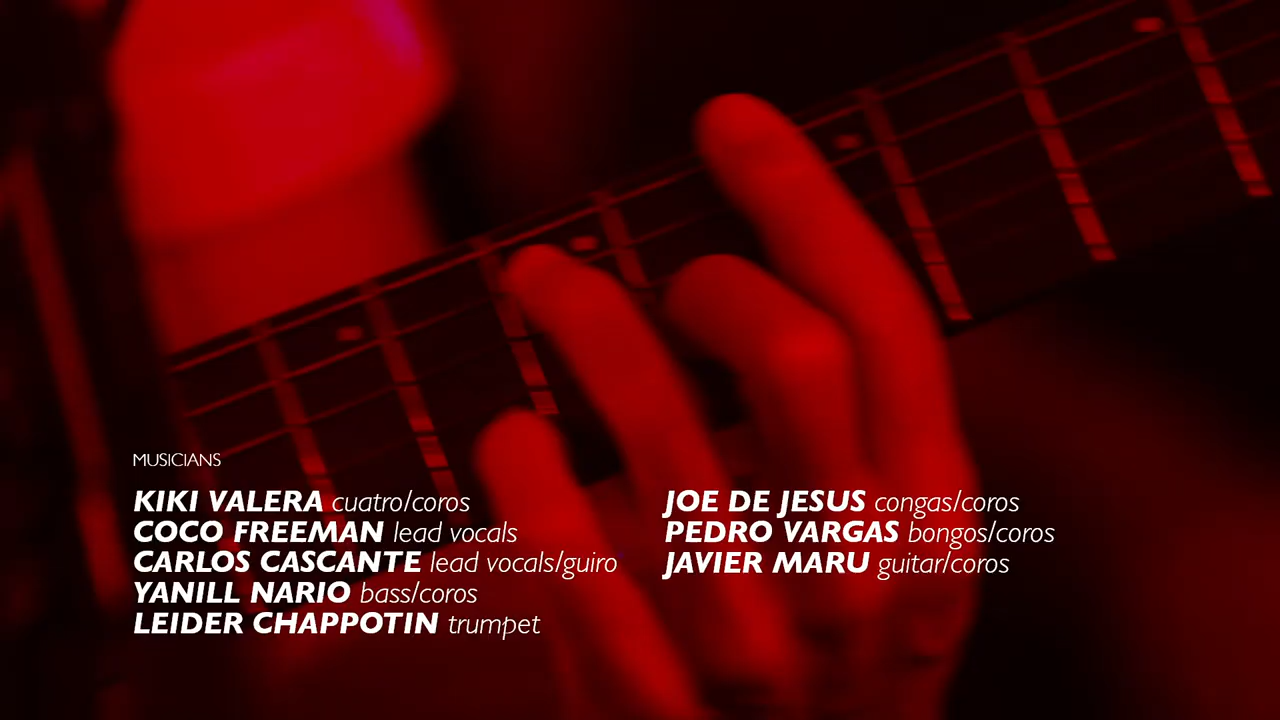 MUSICIANS
KIKI VALERA cuatro/coros
COCO FREEMAN lead vocals
CARLOS CASCANTE lead vocals/guiro
YANILL NARIO bass/coros
LEIDER CHAPPOTIN trumpet
JOE DE JESUS congas/coros
PEDRO VARGAS bongos/coros
JAVIER MARU guitar/coros